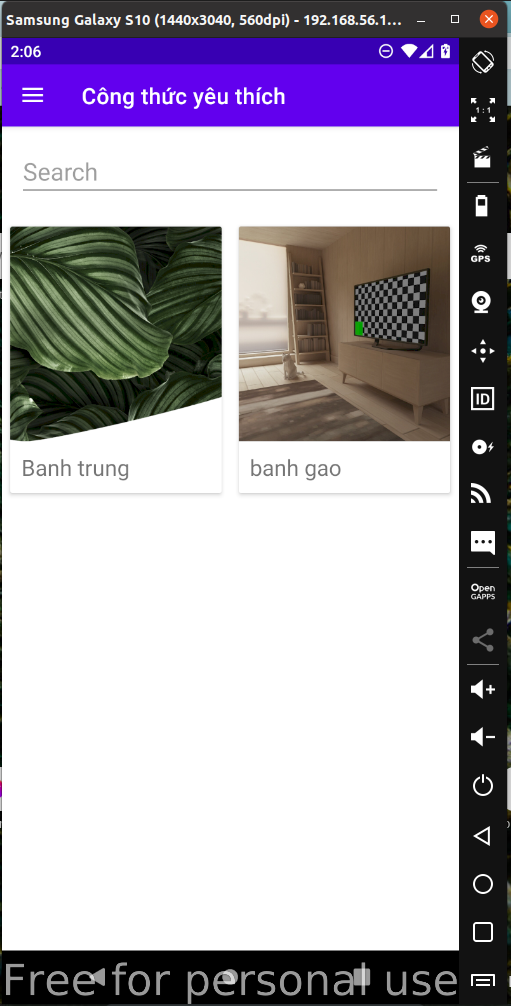 Samsung Galaxy S10 (1440x3040, 560dpi) - 192.168.56.1...
2:06
Công thức yêu thích
Search
Banh trung
banh gao
1:1
GPS
ID
Open
GAPPS
Free for personal use